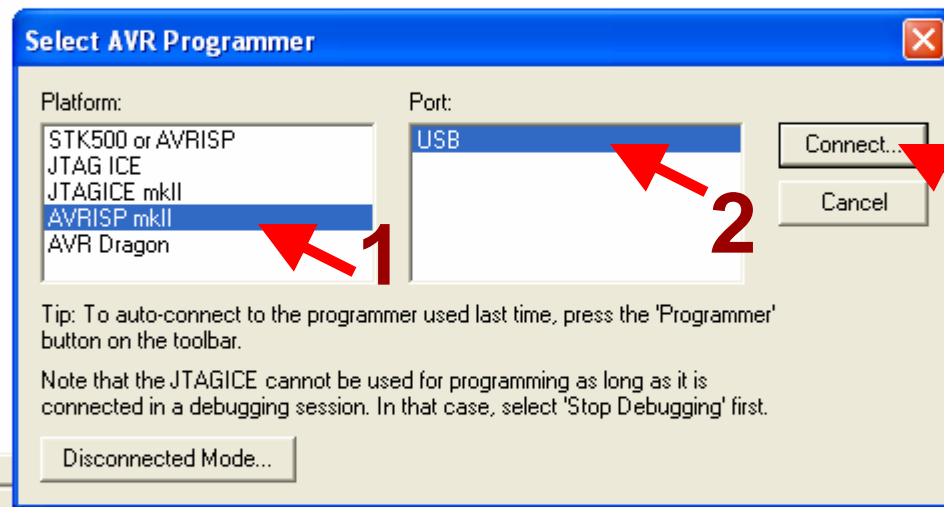 Select AVR Programmer
Platform:
Port:
STK500 or AVRISP
JTAG ICE
JTAGICE mkII
AVRISP mkII
AVR Dragon
USB
Connect...
Cancel
1
2
Tip: To auto-connect to the programmer used last time, press the 'Programmer'
button on the toolbar.
Note that the JTAGICE cannot be used for programming as long as it is
connected in a debugging session. In that case, select 'Stop Debugging' first.
Disconnected Mode...